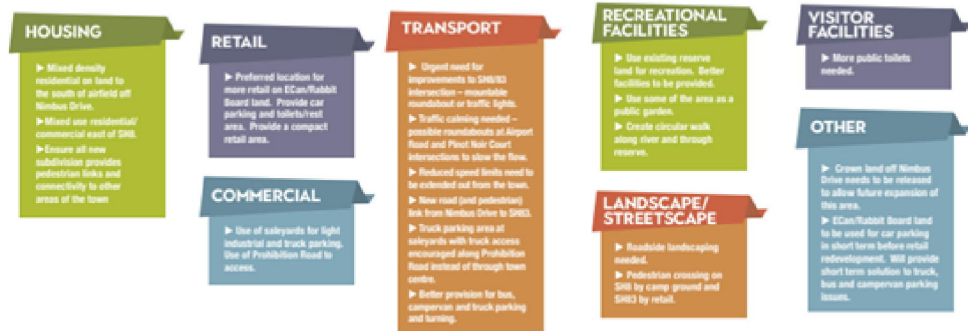 HOUSING
► Mixed density
residential on land to
the south of airfield off
Nimbus Drive.
►Mixed use residential/
commercial east of SH8.
►Ensure all new
subdivision provides
pedestrian links and
connectivity to other
areas of the town
RETAIL
► Preferred location for
more retail on ECan/Rabbit
Board land. Provide car
parking and toilets/rest
area. Provide a compact
retail area.
COMMERCIAL
► Use of saleyards for light
industrial and truck parking.
Use of Prohibition Road to
access.
TRANSPORT
► Urgent need for
improvements to SH8/83
intersection – mountable
roundabout or traffic lights.
► Traffic calming needed –
possible roundabouts at Airport
Road and Pinot Noir Court
intersections to slow the flow.
► Reduced speed limits need to
be extended out from the town.
► New road (and pedestrian)
link from Nimbus Drive to SH83.
► Truck parking area at
saleyards with truck access
encouraged along Prohibition
Road instead of through town
centre.
► Better provision for bus,
campervan and truck parking
and turning.
RECREATIONAL
FACILITIES
► Use existing reserve
land for recreation. Better
facilities to be provided.
► Use some of the area as a
public garden.
► Create circular walk
along river and through
reserve.
LANDSCAPE/
STREETSCAPE
► Roadside landscaping
needed.
► Pedestrian crossing on
SH8 by camp ground and
SH83 by retail.
VISITOR
FACILITIES
► More public toilets
needed.
OTHER
► Crown land off Nimbus
Drive needs to be released
to allow future expansion of
this area.
► ECan/Rabbit Board land
to be used for car parking
in short term before retail
redevelopment. Will provide
short term solution to truck,
bus and campervan parking
issues.